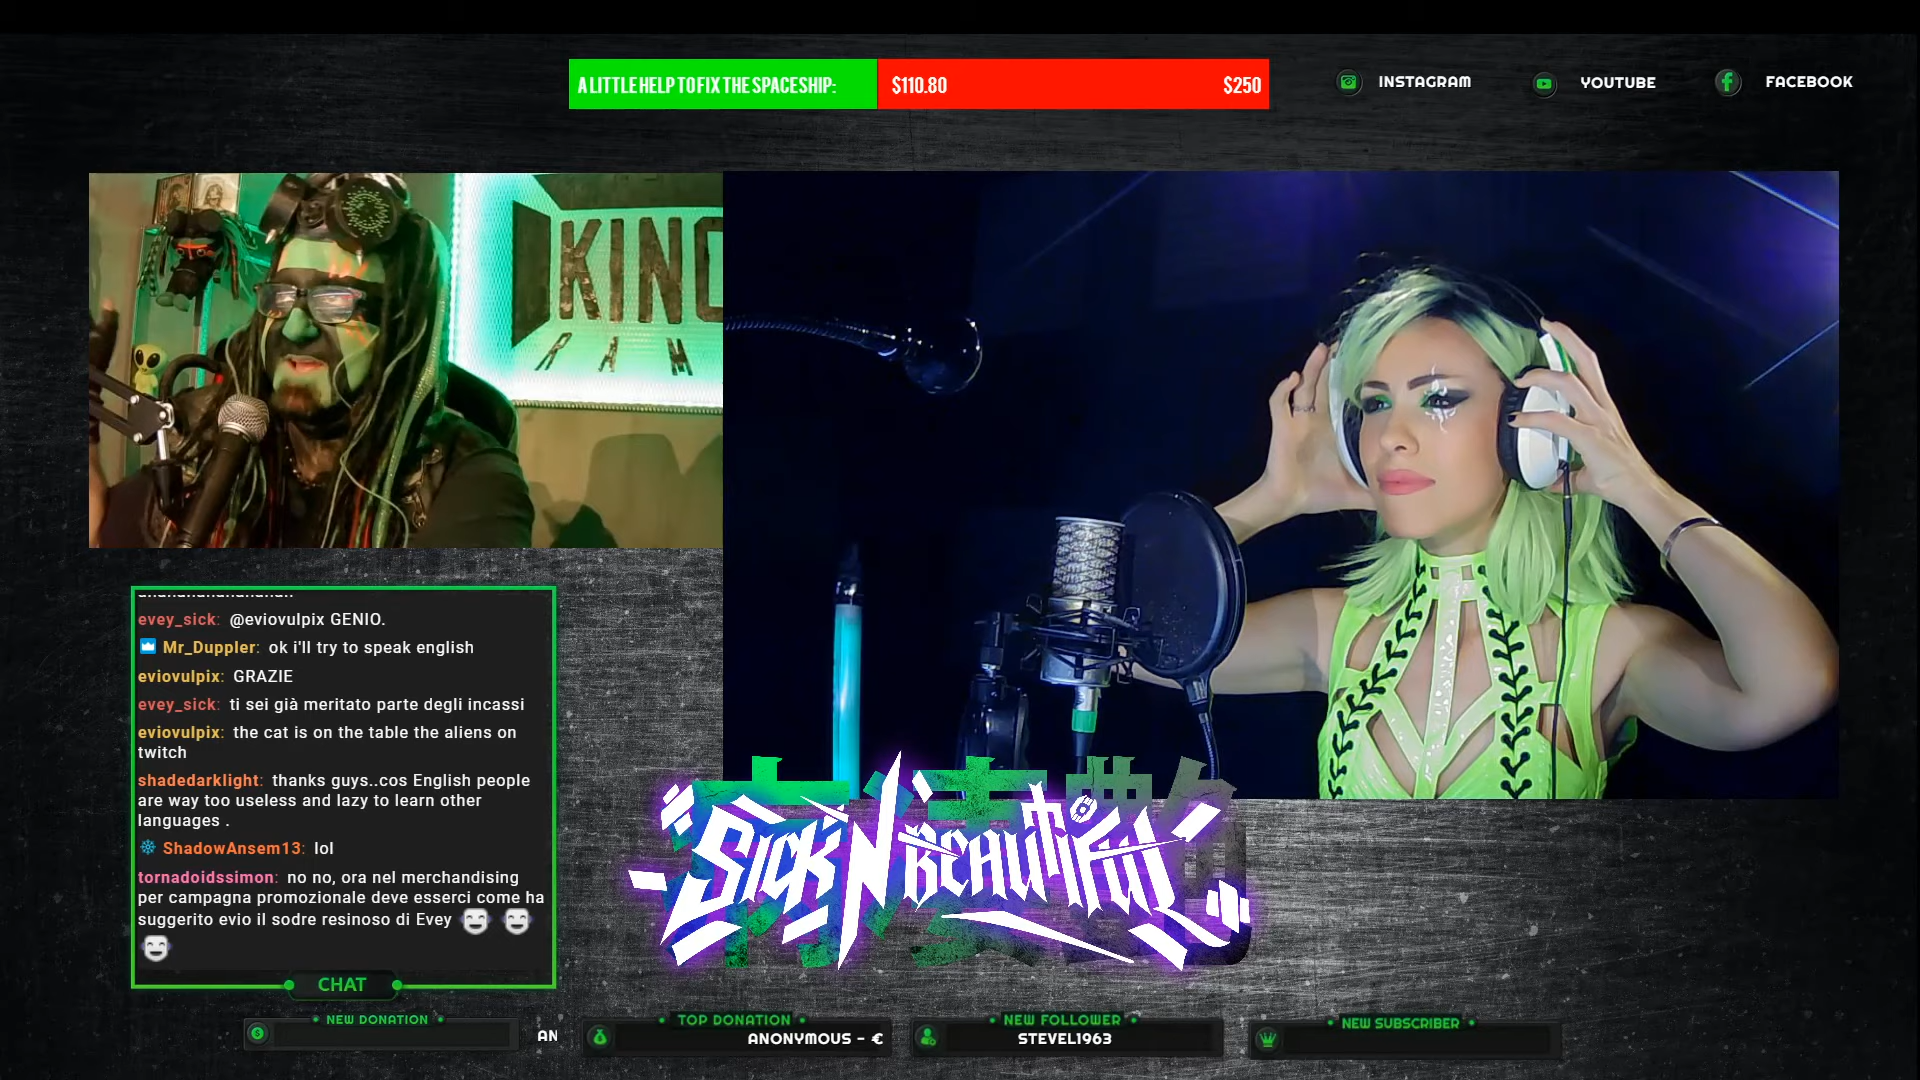 A LITTLE HELP TO FIX THE SPACESHIP: $110.80 $250
INSTAGRAM YOUTUBE FACEBOOK
KING
RAM
evey_sick: @eviovulpix GENIO.
Mr_Duppler: ok i'll try to speak english
eviovulpix: GRAZIE
evey_sick: ti sei già meritato parte degli incassi
eviovulpix: the cat is on the table the aliens on
twitch
shadedarklight: thanks guys..cos English people
are way too useless and lazy to learn other
languages .
ShadowAnsem13: lol
tornadoidssimon: no no, ora nel merchandising
per campagna promozionale deve esserci come ha
suggerito evio il sodre resinoso di Evey
CHAT
SICK N BEAUTIFUL
NEW DONATION
AN
TOP DONATION
ANONYMOUS - €
NEW FOLLOWER
STEVEL1963
NEW SUBSCRIBER